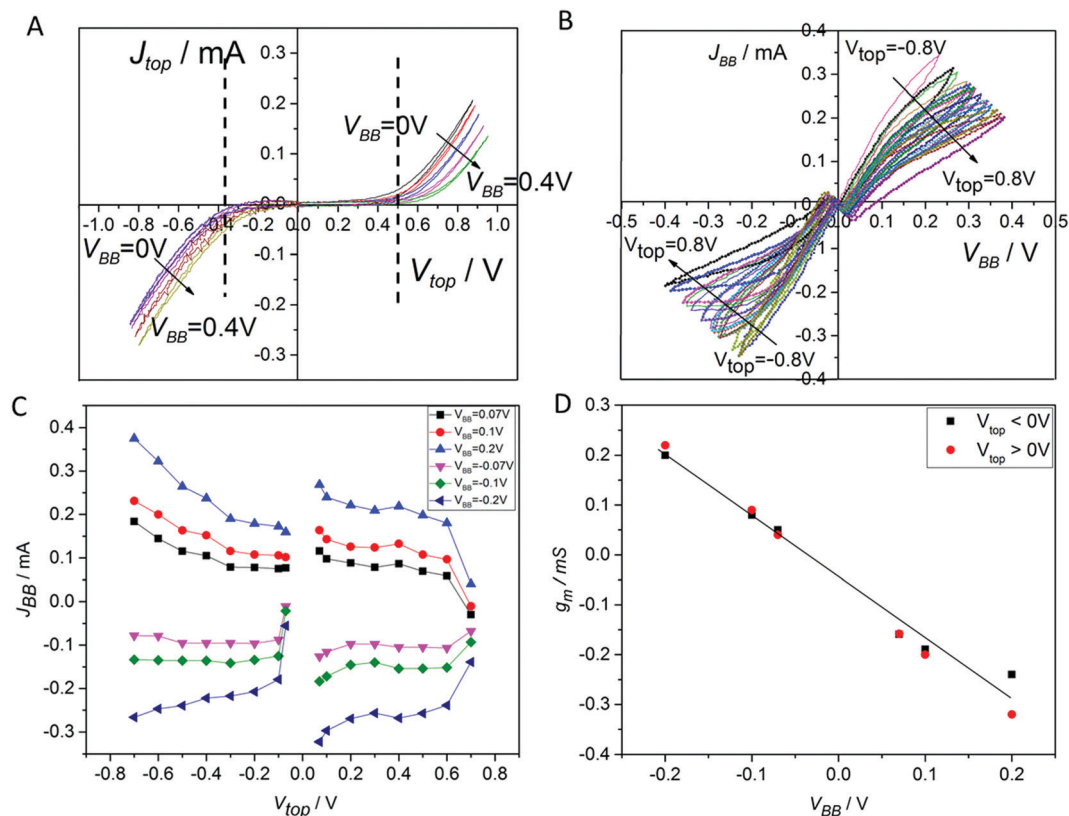 A
J_top / mA
0.3
0.2
0.1
0.0
-0.1
-0.2
-0.3
V_BB=0V
V_BB=0.4V
-1.0 -0.8 -0.6 -0.4 -0.2 0.0 0.2 0.4 0.6 0.8 1.0
V_BB=0V
V_BB=0.4V
V_top / V
B
J_BB / mA
0.4
0.3
0.2
0.1
0.0
-0.2
-0.3
-0.4
V_top=-0.8V
V_top=0.8V
-0.5 -0.4 -0.3 -0.2 -0.1 0.0 0.1 0.2 0.3 0.4 0.5
V_top=0.8V
V_top=-0.8V
V_BB / V
C
J_BB / mA
0.4
0.3
0.2
0.1
0.0
-0.1
-0.2
-0.3
V_BB=0.07V
V_BB=0.1V
V_BB=0.2V
V_BB=-0.07V
V_BB=-0.1V
V_BB=-0.2V
-0.8 -0.6 -0.4 -0.2 0.0 0.2 0.4 0.6 0.8
V_top / V
D
g_m / mS
0.3
0.2
0.1
0.0
-0.1
-0.2
-0.3
-0.4
V_top < 0V
V_top > 0V
-0.2 -0.1 0.0 0.1 0.2
V_BB / V